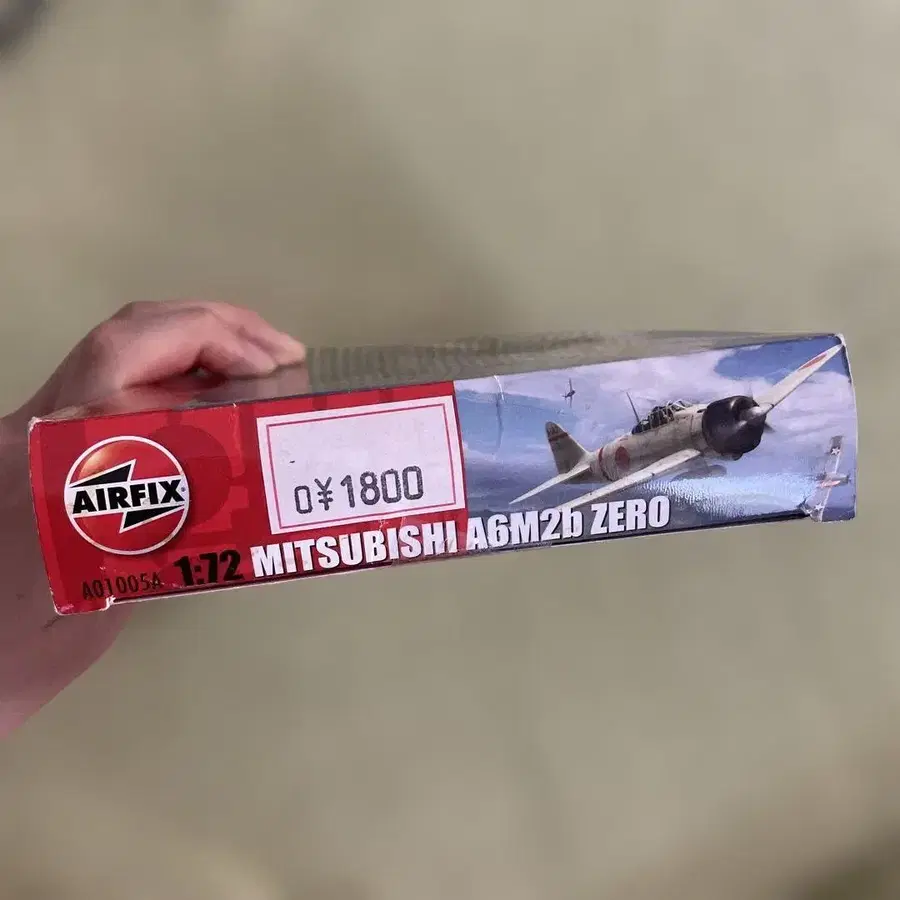 AIRFIX
0¥1800
A01005A 1:72 MITSUBISHI A6M2b ZERO